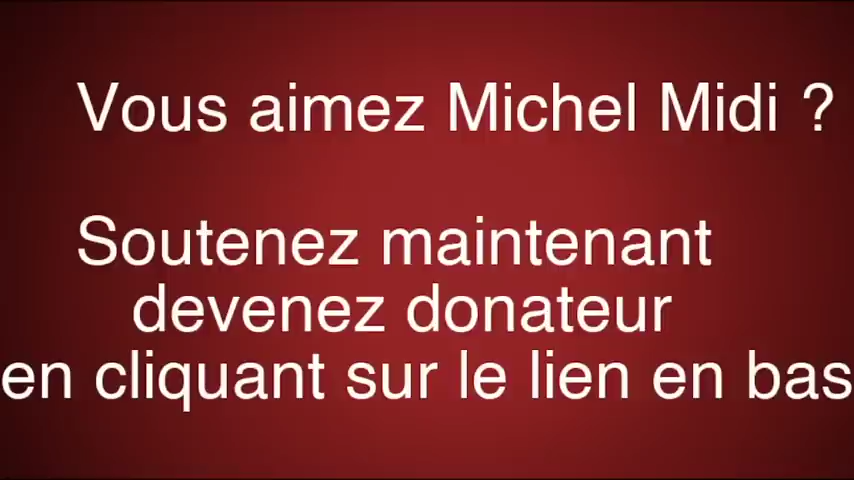 Vous aimez Michel Midi ?
Soutenez maintenant
devenez donateur
en cliquant sur le lien en bas